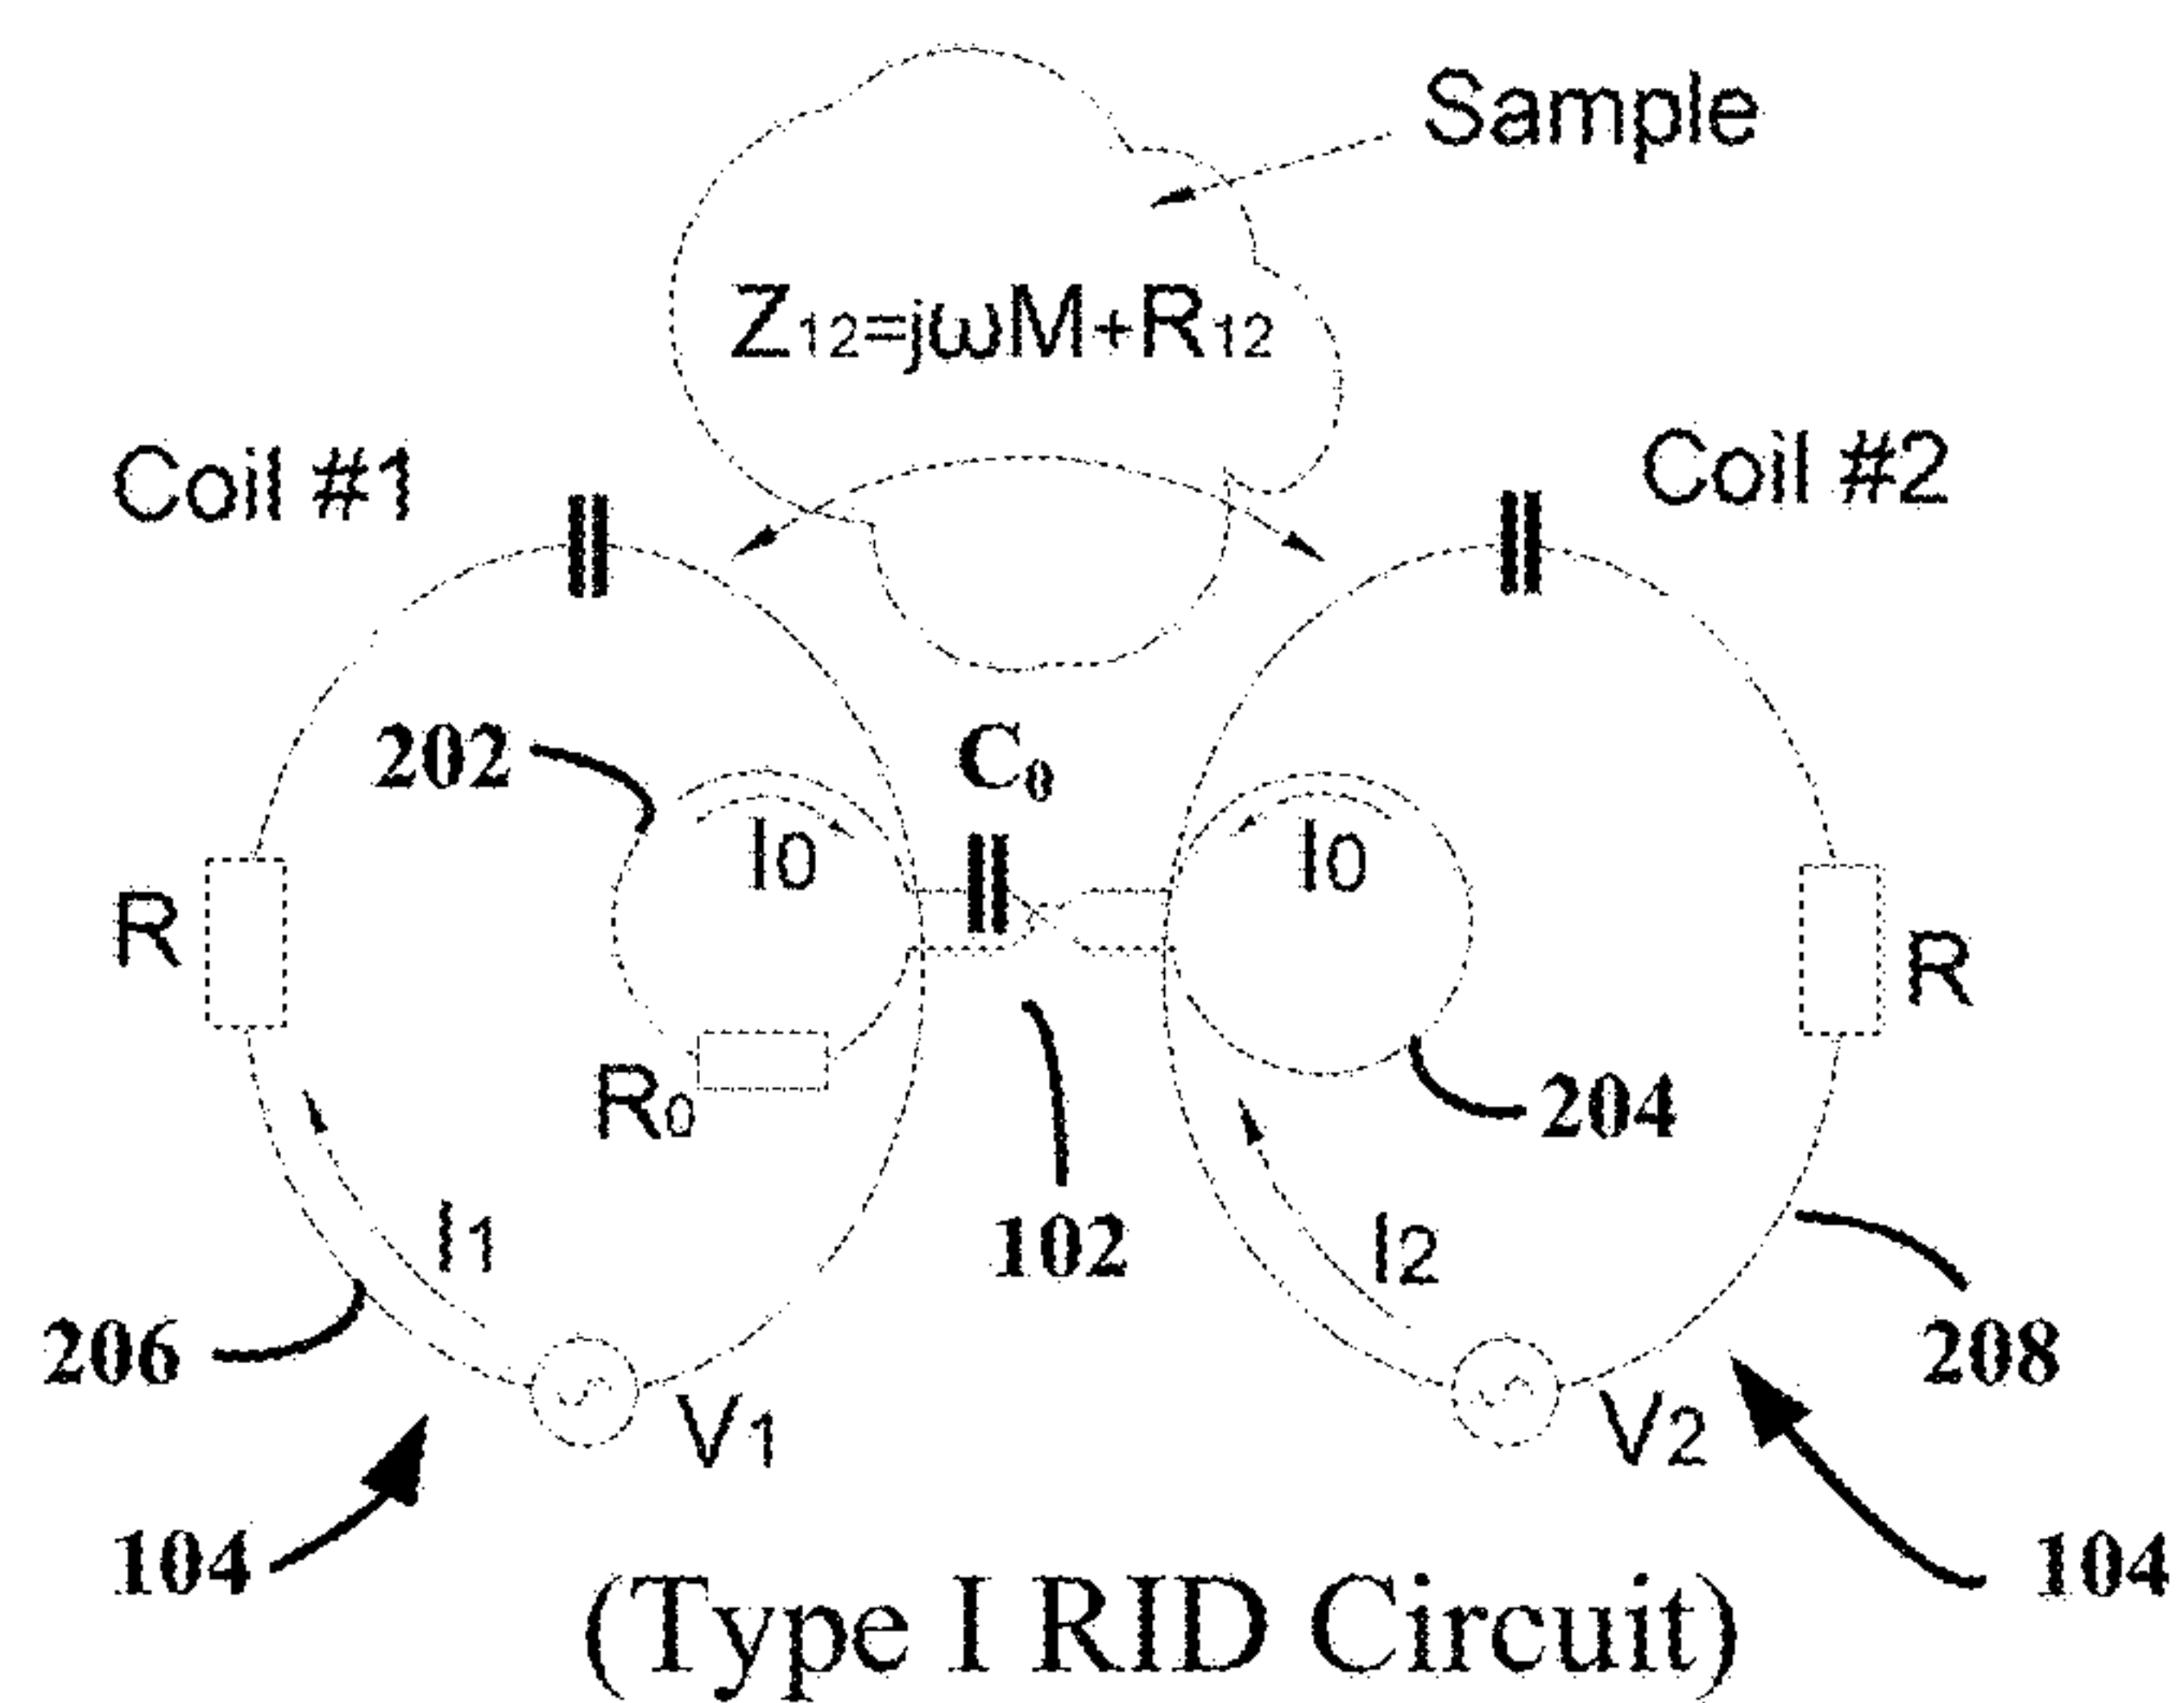 Sample
Z12=jωM+R12
Coil #1
Coil #2
202
C0
I0
I0
R
R
R0
204
I1
102
I2
206
208
V1
V2
104
104
(Type I RID Circuit)